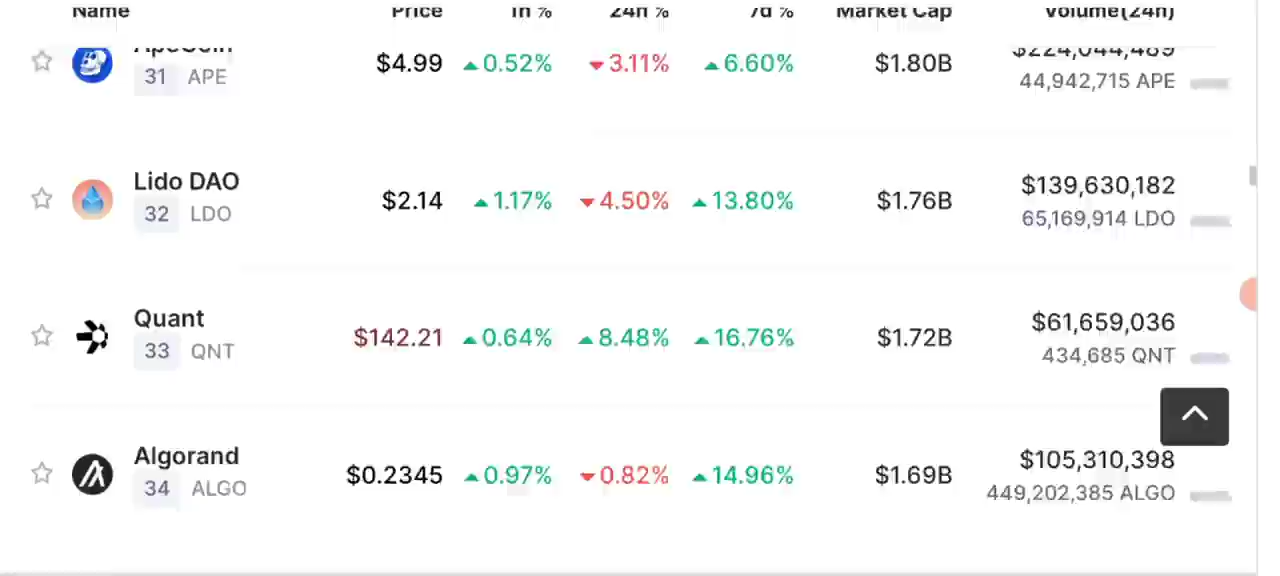 Name Price 1h % 24h % 7d % Market Cap Volume(24h)
ApeCoin
31 APE $4.99 0.52% 3.11% 6.60% $1.80B $224,044,489
44,942,715 APE
Lido DAO
32 LDO $2.14 1.17% 4.50% 13.80% $1.76B $139,630,182
65,169,914 LDO
Quant
33 QNT $142.21 0.64% 8.48% 16.76% $1.72B $61,659,036
434,685 QNT
Algorand
34 ALGO $0.2345 0.97% 0.82% 14.96% $1.69B $105,310,398
449,202,385 ALGO